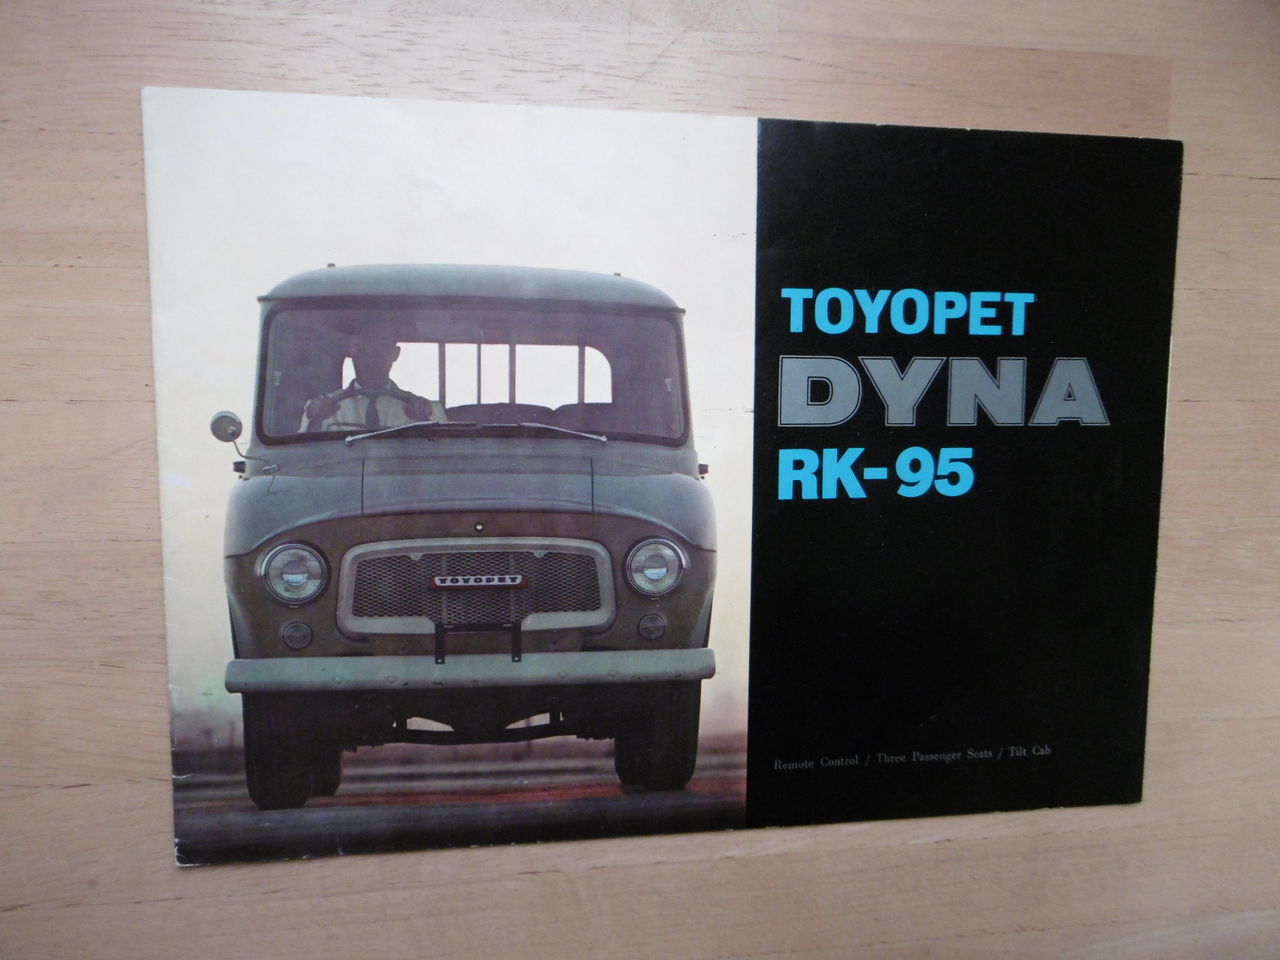 TOYOPET
DYNA
RK-95
TOYOPET
Remote Control / Three Passenger Seats / Tilt Cab